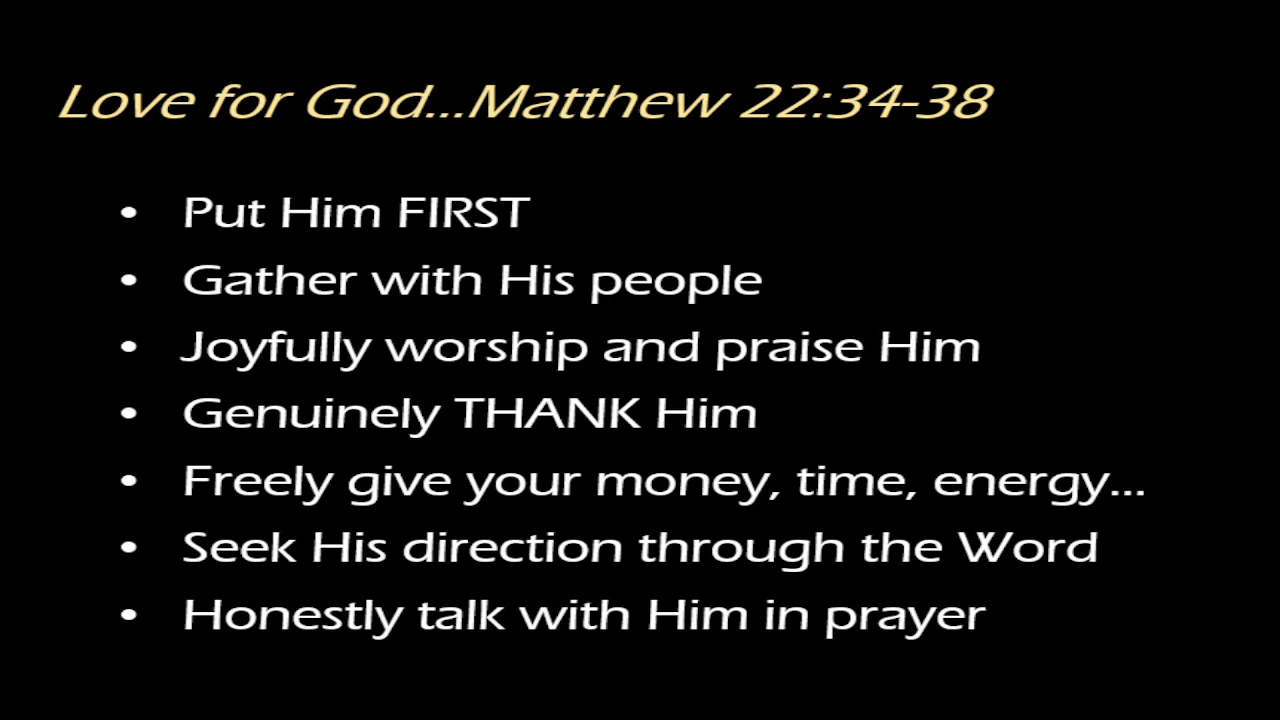 Love for God...Matthew 22:34-38
• Put Him FIRST
• Gather with His people
• Joyfully worship and praise Him
• Genuinely THANK Him
• Freely give your money, time, energy...
• Seek His direction through the Word
• Honestly talk with Him in prayer